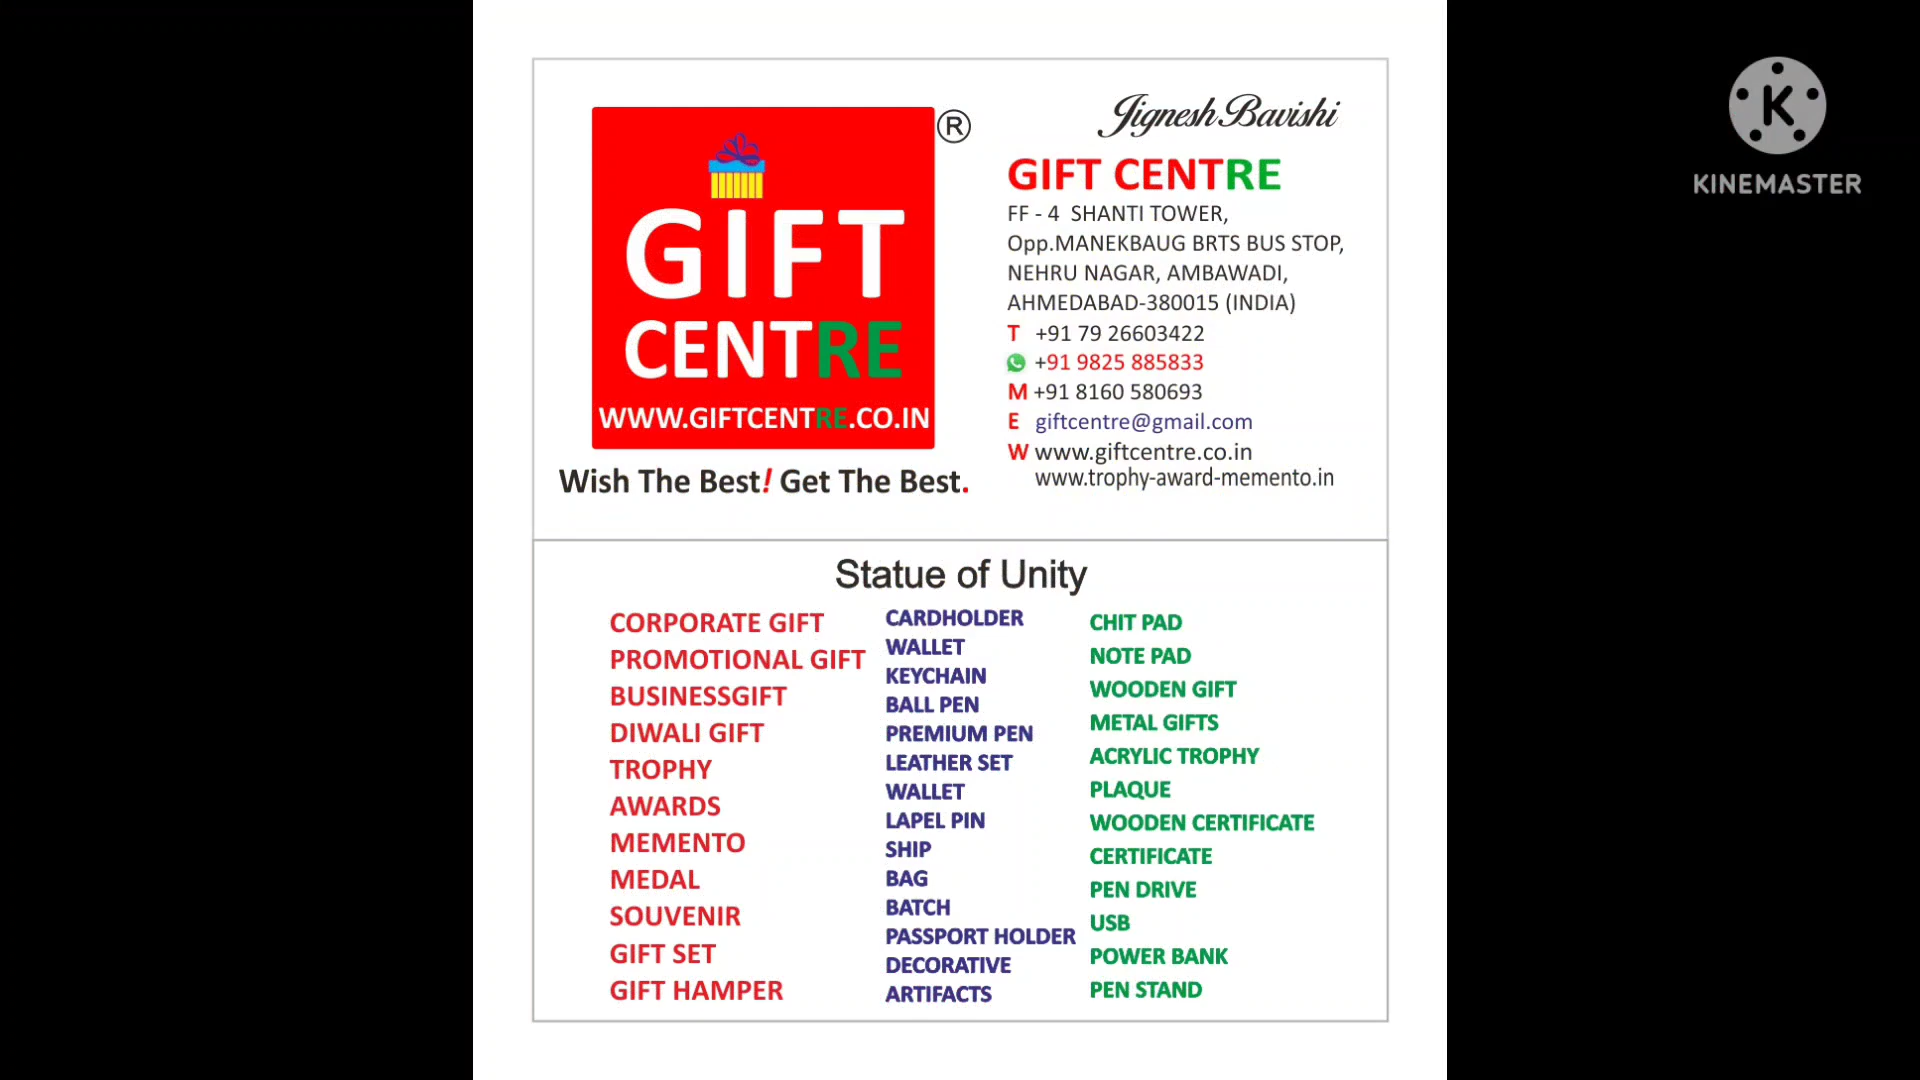 GIFT
CENTRE
WWW.GIFTCENTRE.CO.IN
®
Wish The Best! Get The Best.
Jignesh Bavishi
GIFT CENTRE
FF - 4 SHANTI TOWER,
Opp.MANEKBAUG BRTS BUS STOP,
NEHRU NAGAR, AMBAWADI,
AHMEDABAD-380015 (INDIA)
T +91 79 26603422
+91 9825 885833
M +91 8160 580693
E giftcentre@gmail.com
W www.giftcentre.co.in
www.trophy-award-memento.in
Statue of Unity
CORPORATE GIFT
PROMOTIONAL GIFT
BUSINESSGIFT
DIWALI GIFT
TROPHY
AWARDS
MEMENTO
MEDAL
SOUVENIR
GIFT SET
GIFT HAMPER
CARDHOLDER
WALLET
KEYCHAIN
BALL PEN
PREMIUM PEN
LEATHER SET
WALLET
LAPEL PIN
SHIP
BAG
BATCH
PASSPORT HOLDER
DECORATIVE
ARTIFACTS
CHIT PAD
NOTE PAD
WOODEN GIFT
METAL GIFTS
ACRYLIC TROPHY
PLAQUE
WOODEN CERTIFICATE
CERTIFICATE
PEN DRIVE
USB
POWER BANK
PEN STAND
K
KINEMASTER